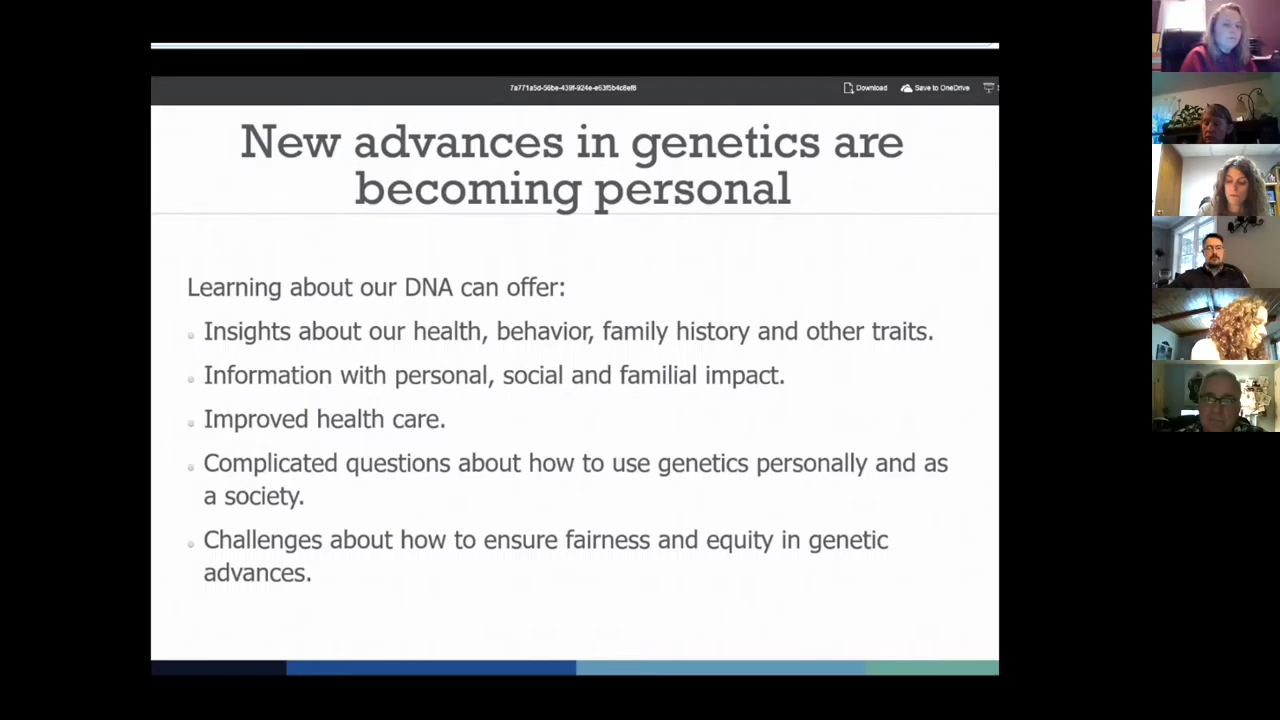 7a771a5d-56be-439f-924e-e53f5b4c8ef8
Download
Save to OneDrive
New advances in genetics are
becoming personal
Learning about our DNA can offer:
Insights about our health, behavior, family history and other traits.
Information with personal, social and familial impact.
Improved health care.
Complicated questions about how to use genetics personally and as
a society.
Challenges about how to ensure fairness and equity in genetic
advances.